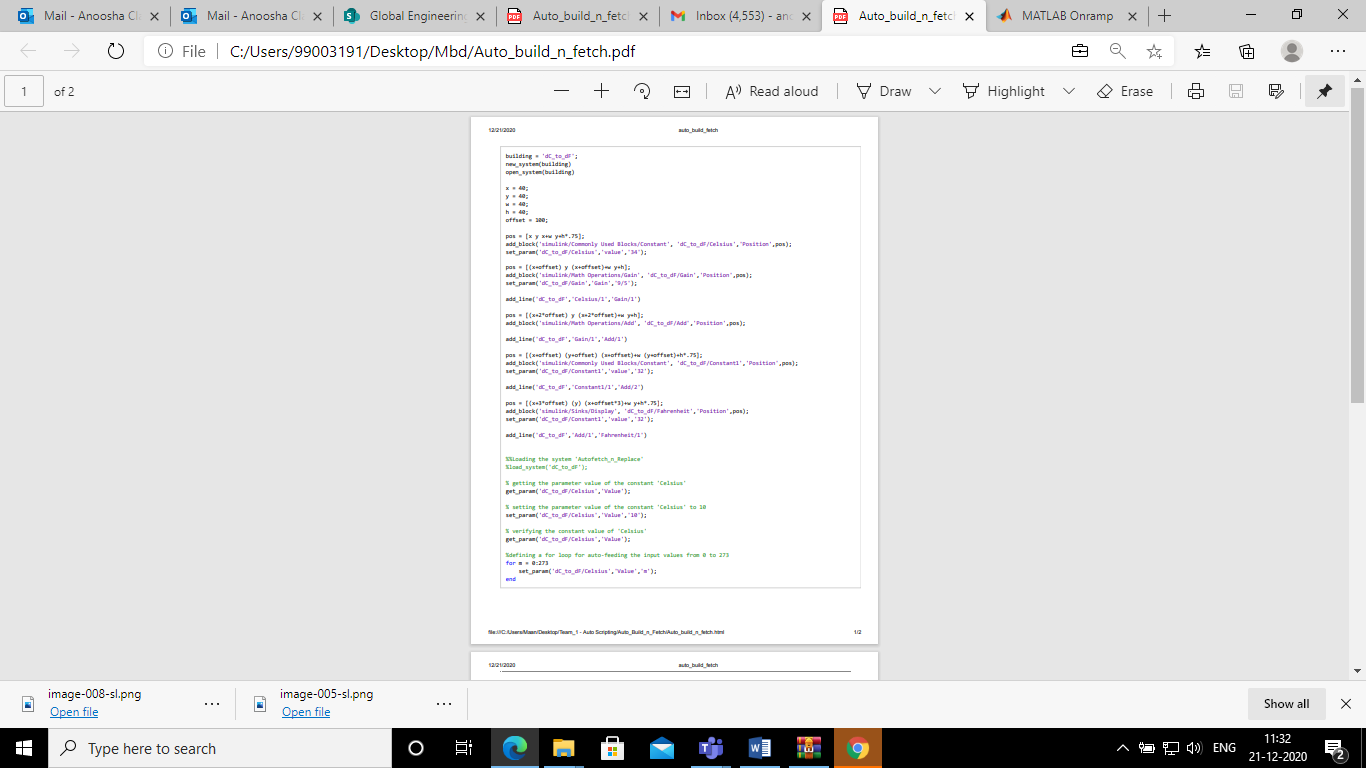 Mail - Anoosha Cl
Mail - Anoosha Cl
Global Engineering
Auto_build_n_fetc
Inbox (4,553) - an
Auto_build_n_fetc
MATLAB Onramp
File
C:/Users/99003191/Desktop/Mbd/Auto_build_n_fetch.pdf
1
of 2
Read aloud
Draw
Highlight
Erase
12/21/2020
auto_build_fetch
building = 'dC_to_dF';
new_system(building)
open_system(building)
x = 40;
y = 40;
w = 40;
h = 40;
offset = 100;
pos = [x y x+w y+h*.75];
add_block('simulink/Commonly Used Blocks/Constant', 'dC_to_dF/Celsius','Position',pos);
set_param('dC_to_dF/Celsius','value','34');
pos = [(x+offset) y (x+offset)+w y+h];
add_block('simulink/Math Operations/Gain', 'dC_to_dF/Gain','Position',pos);
set_param('dC_to_dF/Gain','Gain','9/5');
add_line('dC_to_dF','Celsius/1','Gain/1')
pos = [(x+2*offset) y (x+2*offset)+w y+h];
add_block('simulink/Math Operations/Add', 'dC_to_dF/Add','Position',pos);
add_line('dC_to_dF','Gain/1','Add/1')
pos = [(x+offset) (y+offset) (x+offset)+w (y+offset)+h*.75];
add_block('simulink/Commonly Used Blocks/Constant', 'dC_to_dF/Constant1','Position',pos);
set_param('dC_to_dF/Constant1','value','32');
add_line('dC_to_dF','Constant1/1','Add/2')
pos = [(x+3*offset) (y) (x+offset*3)+w y+h*.75];
add_block('simulink/Sinks/Display', 'dC_to_dF/Fahrenheit','Position',pos);
set_param('dC_to_dF/Constant1','value','32');
add_line('dC_to_dF','Add/1','Fahrenheit/1')
%%Loading the system 'Autofetch_n_Replace'
%load_system('dC_to_dF');
% getting the parameter value of the constant 'Celsius'
get_param('dC_to_dF/Celsius','Value');
% setting the parameter value of the constant 'Celsius' to 10
set_param('dC_to_dF/Celsius','Value','10');
% verifying the constant value of 'Celsius'
get_param('dC_to_dF/Celsius','Value');
%defining a for loop for auto-feeding the input values from 0 to 273
for m = 0:273
set_param('dC_to_dF/Celsius','Value','m');
end
file:///C:/Users/Maan/Desktop/Team_1 - Auto Scripting/Auto_Build_n_Fetch/Auto_build_n_fetch.html
1/2
12/21/2020
auto_build_fetch
image-008-sl.png
Open file
image-005-sl.png
Open file
Show all
Type here to search
ENG
11:32
21-12-2020
2